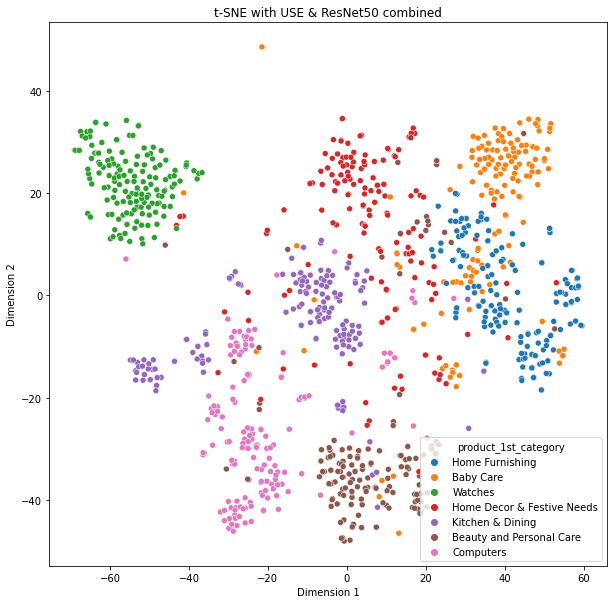 t-SNE with USE & ResNet50 combined
Dimension 2
40
20
0
−20
−40
product_1st_category
Home Furnishing
Baby Care
Watches
Home Decor & Festive Needs
Kitchen & Dining
Beauty and Personal Care
Computers
−60 −40 −20 0 20 40 60
Dimension 1